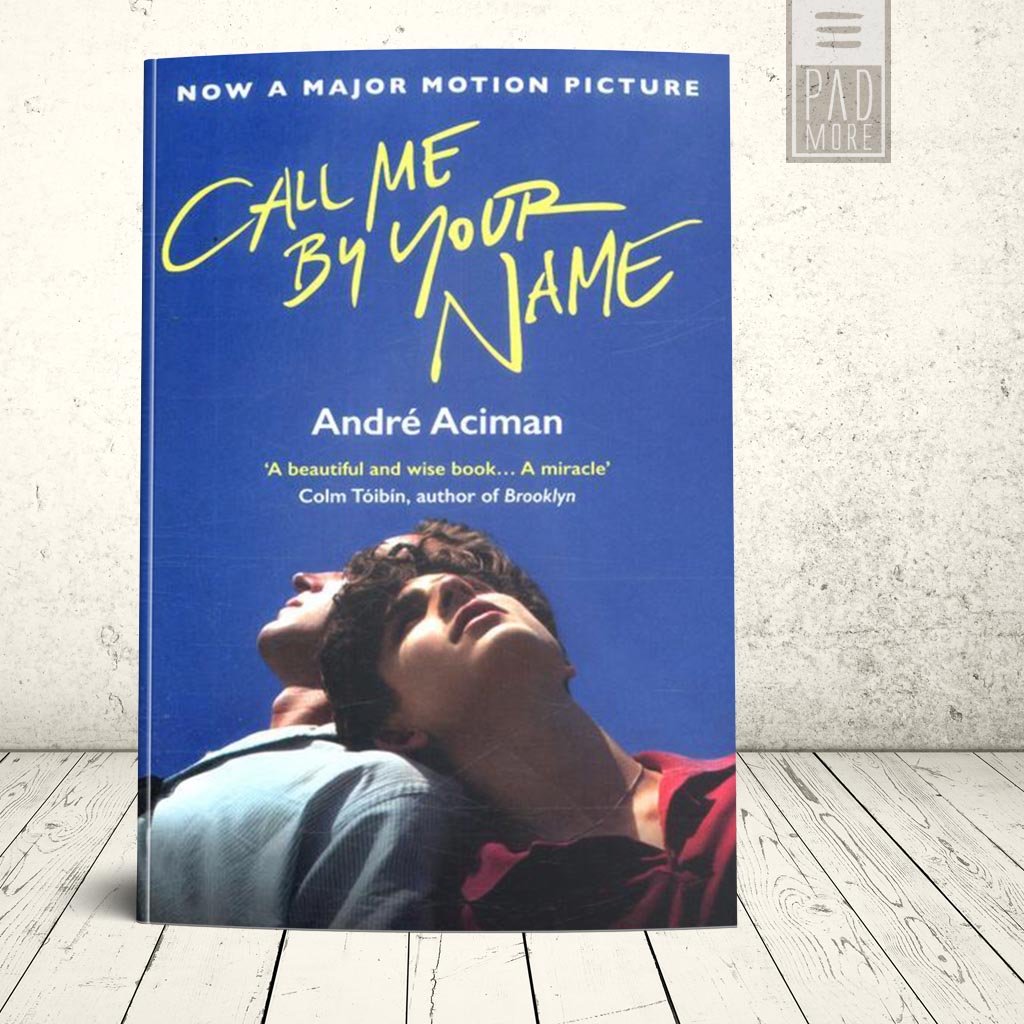 NOW A MAJOR MOTION PICTURE
CALL ME
BY YOUR
NAME
André Aciman
‘A beautiful and wise book... A miracle’
Colm Tóibín, author of Brooklyn
PAD
MORE